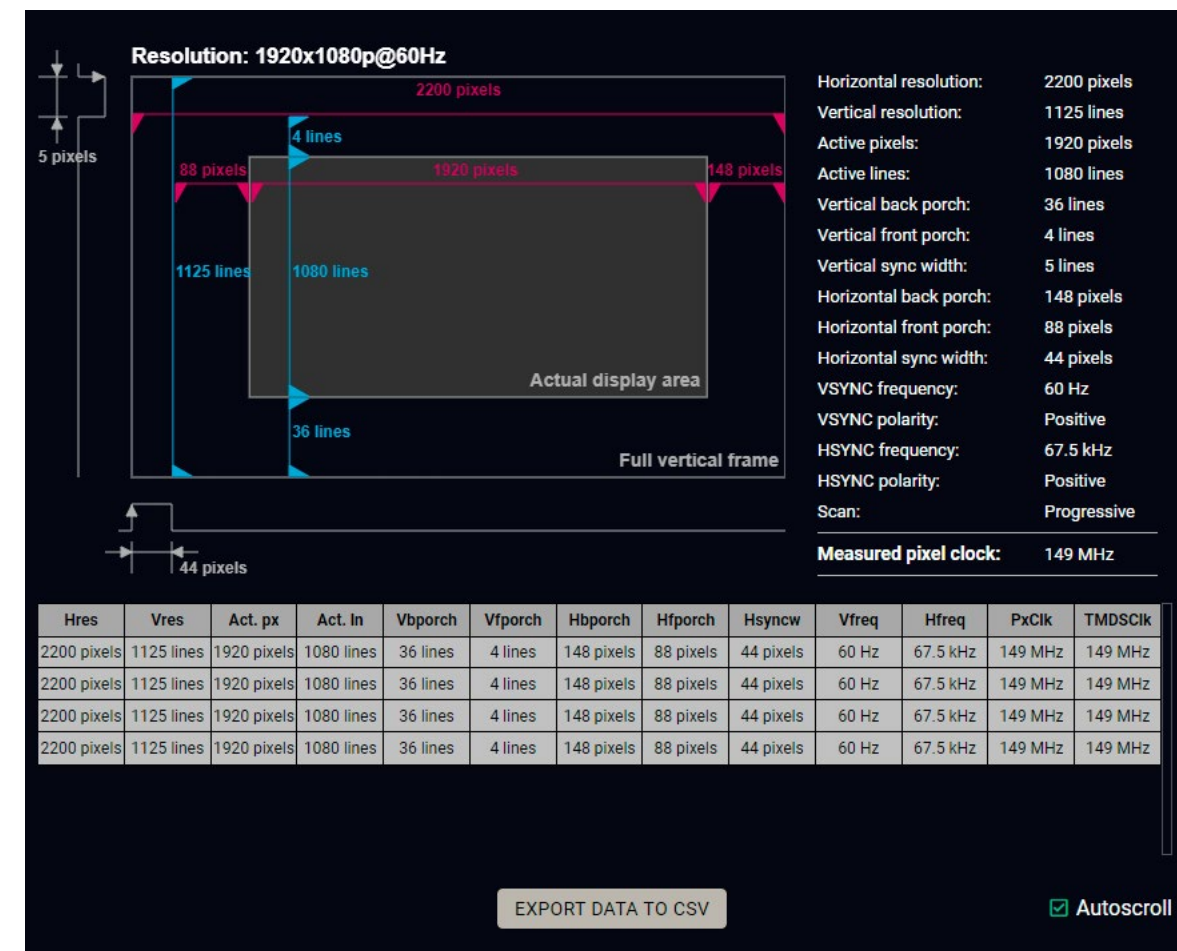 Resolution: 1920x1080p@60Hz
2200 pixels
4 lines
5 pixels
88 pixels
1920 pixels
148 pixels
1125 lines
1080 lines
Actual display area
36 lines
Full vertical frame
44 pixels
Horizontal resolution: 2200 pixels
Vertical resolution: 1125 lines
Active pixels: 1920 pixels
Active lines: 1080 lines
Vertical back porch: 36 lines
Vertical front porch: 4 lines
Vertical sync width: 5 lines
Horizontal back porch: 148 pixels
Horizontal front porch: 88 pixels
Horizontal sync width: 44 pixels
VSYNC frequency: 60 Hz
VSYNC polarity: Positive
HSYNC frequency: 67.5 kHz
HSYNC polarity: Positive
Scan: Progressive
Measured pixel clock: 149 MHz
Hres Vres Act. px Act. ln Vbporch Vfporch Hbporch Hfporch Hsyncw Vfreq Hfreq PxClk TMDSClk
2200 pixels 1125 lines 1920 pixels 1080 lines 36 lines 4 lines 148 pixels 88 pixels 44 pixels 60 Hz 67.5 kHz 149 MHz 149 MHz
2200 pixels 1125 lines 1920 pixels 1080 lines 36 lines 4 lines 148 pixels 88 pixels 44 pixels 60 Hz 67.5 kHz 149 MHz 149 MHz
2200 pixels 1125 lines 1920 pixels 1080 lines 36 lines 4 lines 148 pixels 88 pixels 44 pixels 60 Hz 67.5 kHz 149 MHz 149 MHz
2200 pixels 1125 lines 1920 pixels 1080 lines 36 lines 4 lines 148 pixels 88 pixels 44 pixels 60 Hz 67.5 kHz 149 MHz 149 MHz
EXPORT DATA TO CSV
Autoscroll